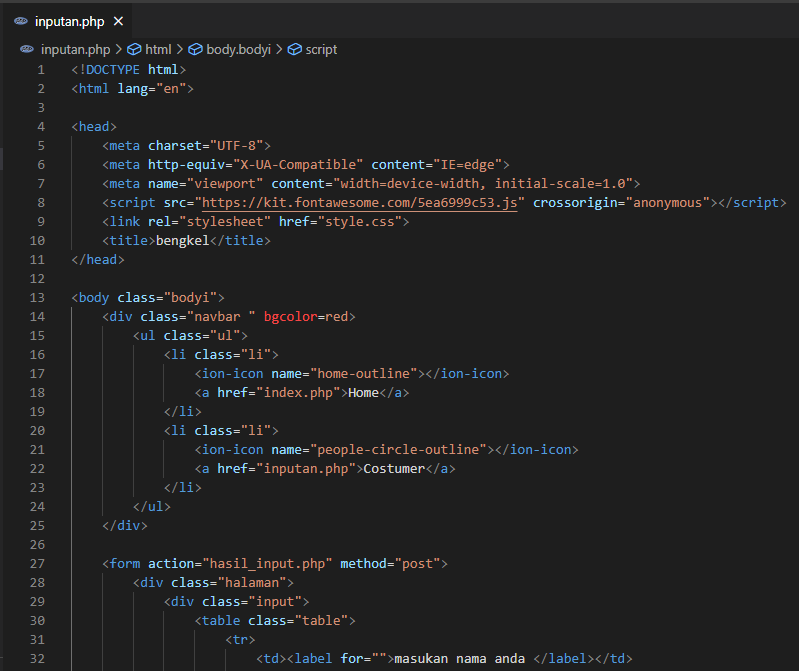 inputan.php
inputan.php > html > body.bodyi > script
1 <!DOCTYPE html>
2 <html lang="en">
3
4 <head>
5 <meta charset="UTF-8">
6 <meta http-equiv="X-UA-Compatible" content="IE=edge">
7 <meta name="viewport" content="width=device-width, initial-scale=1.0">
8 <script src="https://kit.fontawesome.com/5ea6999c53.js" crossorigin="anonymous"></script>
9 <link rel="stylesheet" href="style.css">
10 <title>bengkel</title>
11 </head>
12
13 <body class="bodyi">
14 <div class="navbar " bgcolor=red>
15 <ul class="ul">
16 <li class="li">
17 <ion-icon name="home-outline"></ion-icon>
18 <a href="index.php">Home</a>
19 </li>
20 <li class="li">
21 <ion-icon name="people-circle-outline"></ion-icon>
22 <a href="inputan.php">Costumer</a>
23 </li>
24 </ul>
25 </div>
26
27 <form action="hasil_input.php" method="post">
28 <div class="halaman">
29 <div class="input">
30 <table class="table">
31 <tr>
32 <td><label for="">masukan nama anda </label></td>